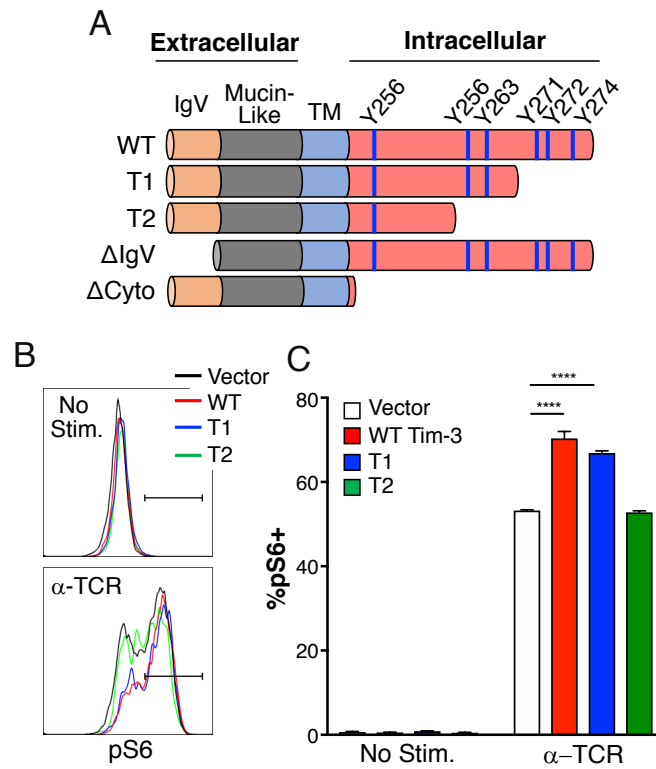 A
Extracellular Intracellular
IgV Mucin-Like TM Y256 Y256 Y263 Y271 Y272 Y274
WT
T1
T2
ΔIgV
ΔCyto
B
No Stim.
Vector
WT
T1
T2
α-TCR
pS6
C
**** 
****
Vector
WT Tim-3
T1
T2
%pS6+
80
60
40
20
0
No Stim. α–TCR